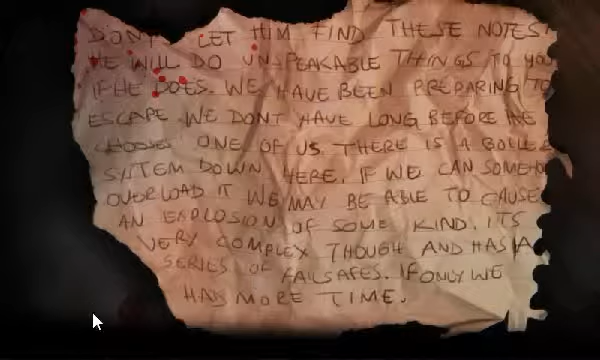 DON'T LET HIM FIND THESE NOTES!
HE WILL DO UNSPEAKABLE THINGS TO YOU
IF HE DOES. WE HAVE BEEN PREPARING TO
ESCAPE. WE DONT HAVE LONG BEFORE HE
CHOOSES ONE OF US. THERE IS A BOILER
SYSTEM DOWN HERE. IF WE CAN SOMEHOW
OVERLOAD IT WE MAY BE ABLE TO CAUSE
AN EXPLOSION OF SOME KIND. ITS
VERY COMPLEX THOUGH AND HAS A
SERIES OF FAILSAFES. IF ONLY WE
HAD MORE TIME.